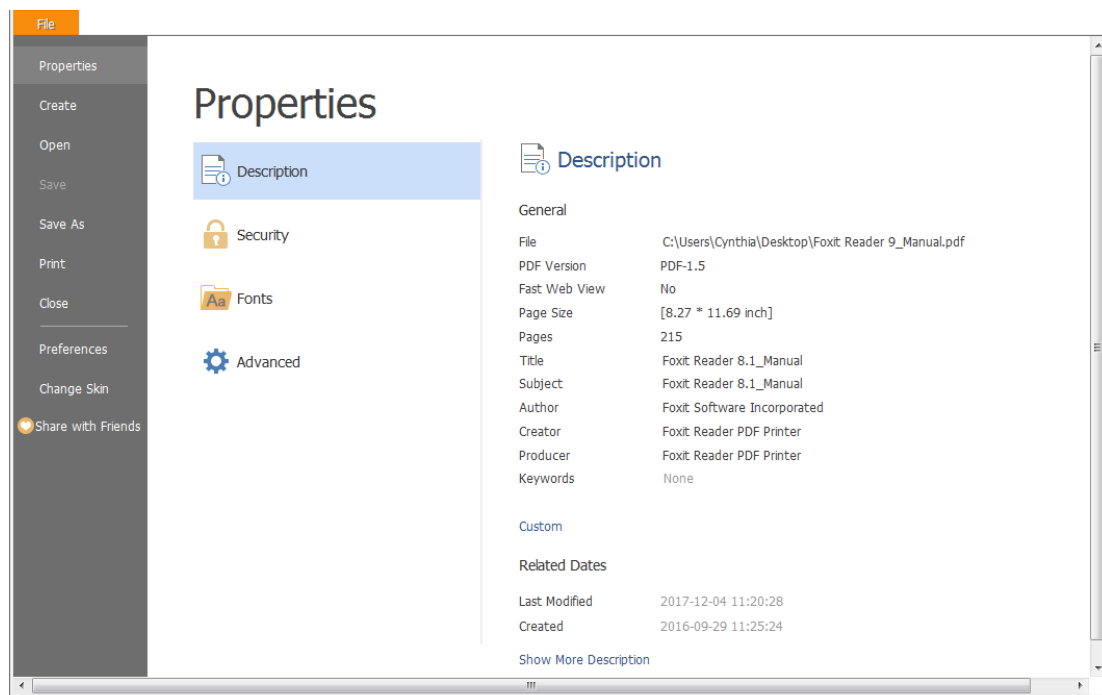 File
Properties
Create
Open
Save
Save As
Print
Close
Preferences
Change Skin
Share with Friends
Properties
Description
Security
Aa Fonts
Advanced
Description
General
File C:\Users\Cynthia\Desktop\Foxit Reader 9_Manual.pdf
PDF Version PDF-1.5
Fast Web View No
Page Size [8.27 * 11.69 inch]
Pages 215
Title Foxit Reader 8.1_Manual
Subject Foxit Reader 8.1_Manual
Author Foxit Software Incorporated
Creator Foxit Reader PDF Printer
Producer Foxit Reader PDF Printer
Keywords None
Custom
Related Dates
Last Modified 2017-12-04 11:20:28
Created 2016-09-29 11:25:24
Show More Description